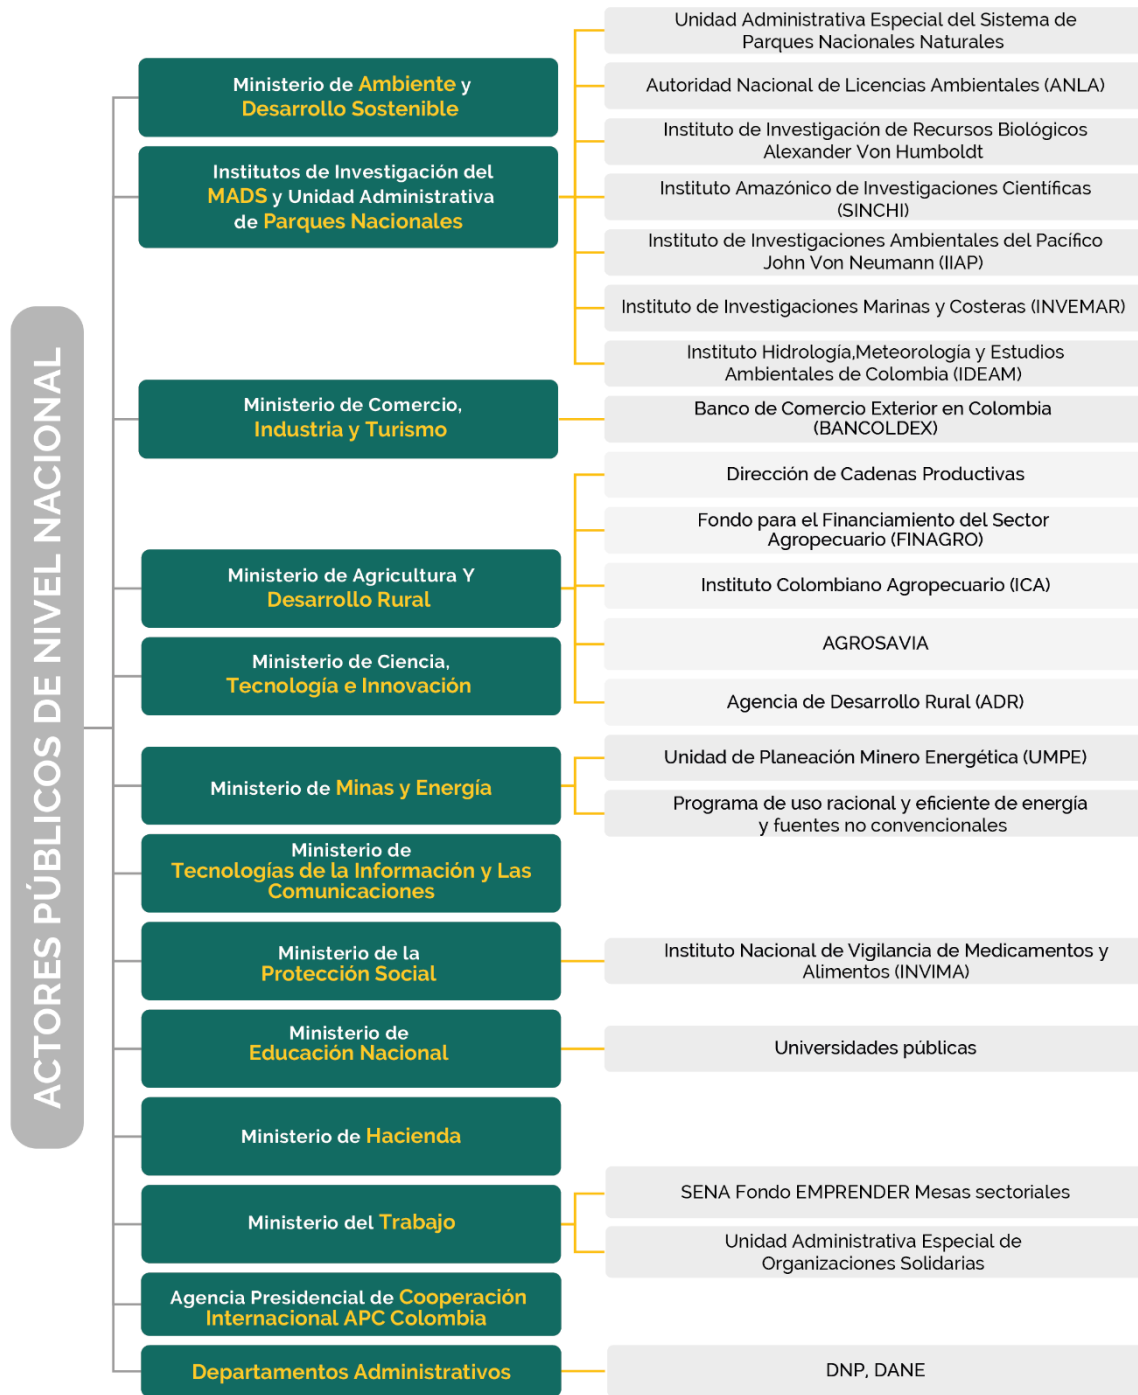 ACTORES PÚBLICOS DE NIVEL NACIONAL
Ministerio de Ambiente y
Desarrollo Sostenible
Institutos de Investigación del
MADS y Unidad Administrativa
de Parques Nacionales
Unidad Administrativa Especial del Sistema de
Parques Nacionales Naturales
Autoridad Nacional de Licencias Ambientales (ANLA)
Instituto de Investigación de Recursos Biológicos
Alexander Von Humboldt
Instituto Amazónico de Investigaciones Científicas
(SINCHI)
Instituto de Investigaciones Ambientales del Pacífico
John Von Neumann (IIAP)
Instituto de Investigaciones Marinas y Costeras (INVEMAR)
Instituto Hidrología,Meteorología y Estudios
Ambientales de Colombia (IDEAM)
Ministerio de Comercio,
Industria y Turismo
Banco de Comercio Exterior en Colombia
(BANCOLDEX)
Ministerio de Agricultura Y
Desarrollo Rural
Dirección de Cadenas Productivas
Fondo para el Financiamiento del Sector
Agropecuario (FINAGRO)
Instituto Colombiano Agropecuario (ICA)
AGROSAVIA
Agencia de Desarrollo Rural (ADR)
Ministerio de Ciencia,
Tecnología e Innovación
Ministerio de Minas y Energía
Unidad de Planeación Minero Energética (UMPE)
Programa de uso racional y eficiente de energía
y fuentes no convencionales
Ministerio de
Tecnologías de la Información y Las
Comunicaciones
Ministerio de la
Protección Social
Instituto Nacional de Vigilancia de Medicamentos y
Alimentos (INVIMA)
Ministerio de
Educación Nacional
Universidades públicas
Ministerio de Hacienda
Ministerio del Trabajo
SENA Fondo EMPRENDER Mesas sectoriales
Unidad Administrativa Especial de
Organizaciones Solidarias
Agencia Presidencial de Cooperación
Internacional APC Colombia
Departamentos Administrativos
DNP, DANE